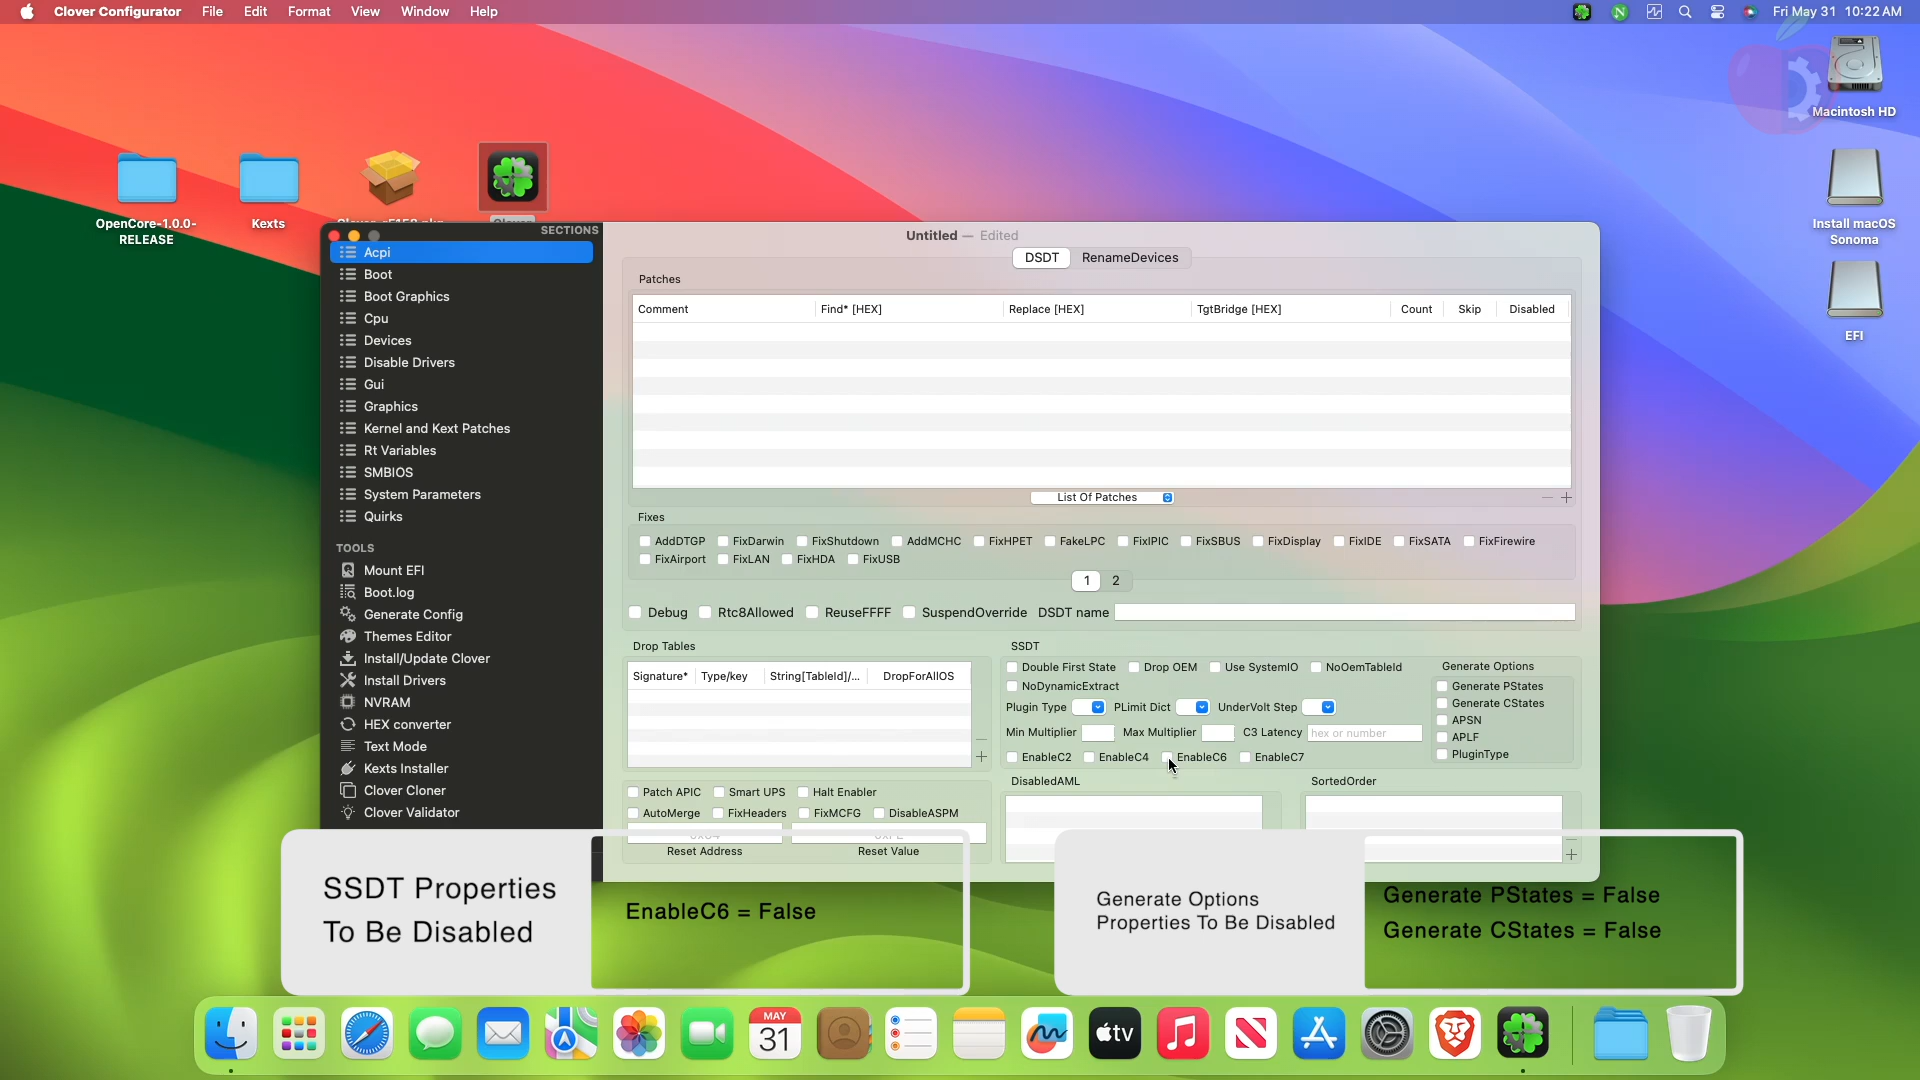 Clover Configurator File Edit Format View Window Help Fri May 31 10:22 AM
Macintosh HD
OpenCore-1.0.0-
RELEASE
Kexts
Install macOS
Sonoma
EFI
SECTIONS
Acpi
Boot
Boot Graphics
Cpu
Devices
Disable Drivers
Gui
Graphics
Kernel and Kext Patches
Rt Variables
SMBIOS
System Parameters
Quirks
TOOLS
Mount EFI
Boot.log
Generate Config
Themes Editor
Install/Update Clover
Install Drivers
NVRAM
HEX converter
Text Mode
Kexts Installer
Clover Cloner
Clover Validator
Untitled — Edited
DSDT RenameDevices
Patches
Comment Find* [HEX] Replace [HEX] TgtBridge [HEX] Count Skip Disabled
List Of Patches
Fixes
AddDTGP FixDarwin FixShutdown AddMCHC FixHPET FakeLPC FixIPIC FixSBUS FixDisplay FixIDE FixSATA FixFirewire
FixAirport FixLAN FixHDA FixUSB
1 2
Debug Rtc8Allowed ReuseFFFF SuspendOverride DSDT name
Drop Tables
Signature* Type/key String[TableId]/... DropForAllOS
SSDT
Double First State Drop OEM Use SystemIO NoOemTableId
NoDynamicExtract
Plugin Type PLimit Dict UnderVolt Step
Min Multiplier Max Multiplier C3 Latency hex or number
EnableC2 EnableC4 EnableC6 EnableC7
Generate Options
Generate PStates
Generate CStates
APSN
APLF
PluginType
Patch APIC Smart UPS Halt Enabler
AutoMerge FixHeaders FixMCFG DisableASPM
Reset Address Reset Value
DisabledAML SortedOrder
SSDT Properties
To Be Disabled
EnableC6 = False
Generate Options
Properties To Be Disabled
Generate PStates = False
Generate CStates = False
MAY
31
tv